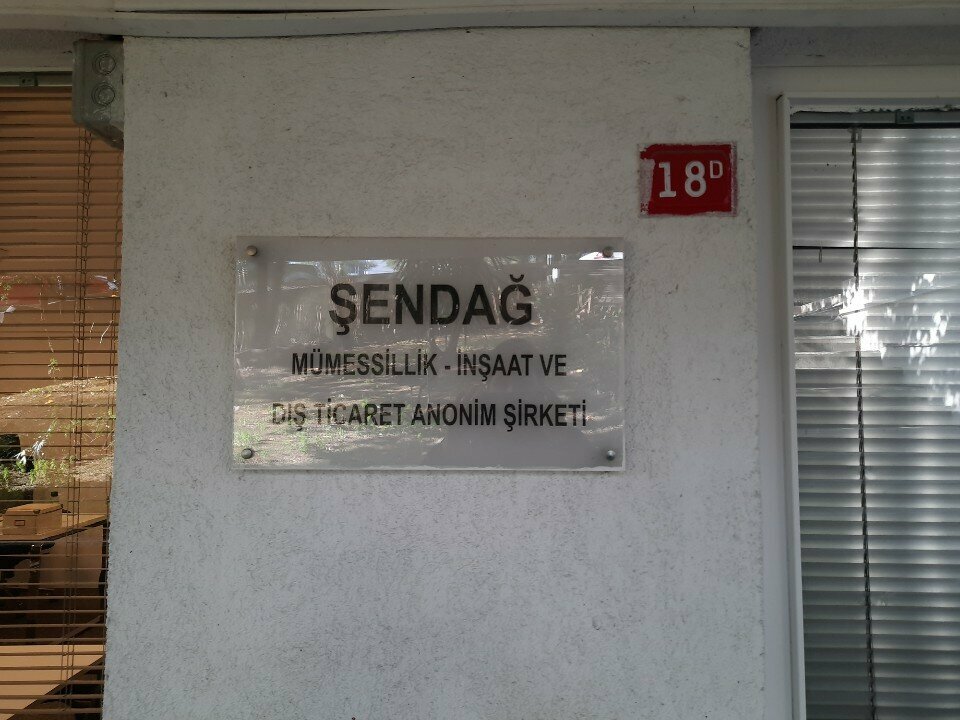 18D
ŞENDAĞ
MÜMESSİLLİK - İNŞAAT VE
DIŞ TİCARET ANONİM ŞİRKETİ